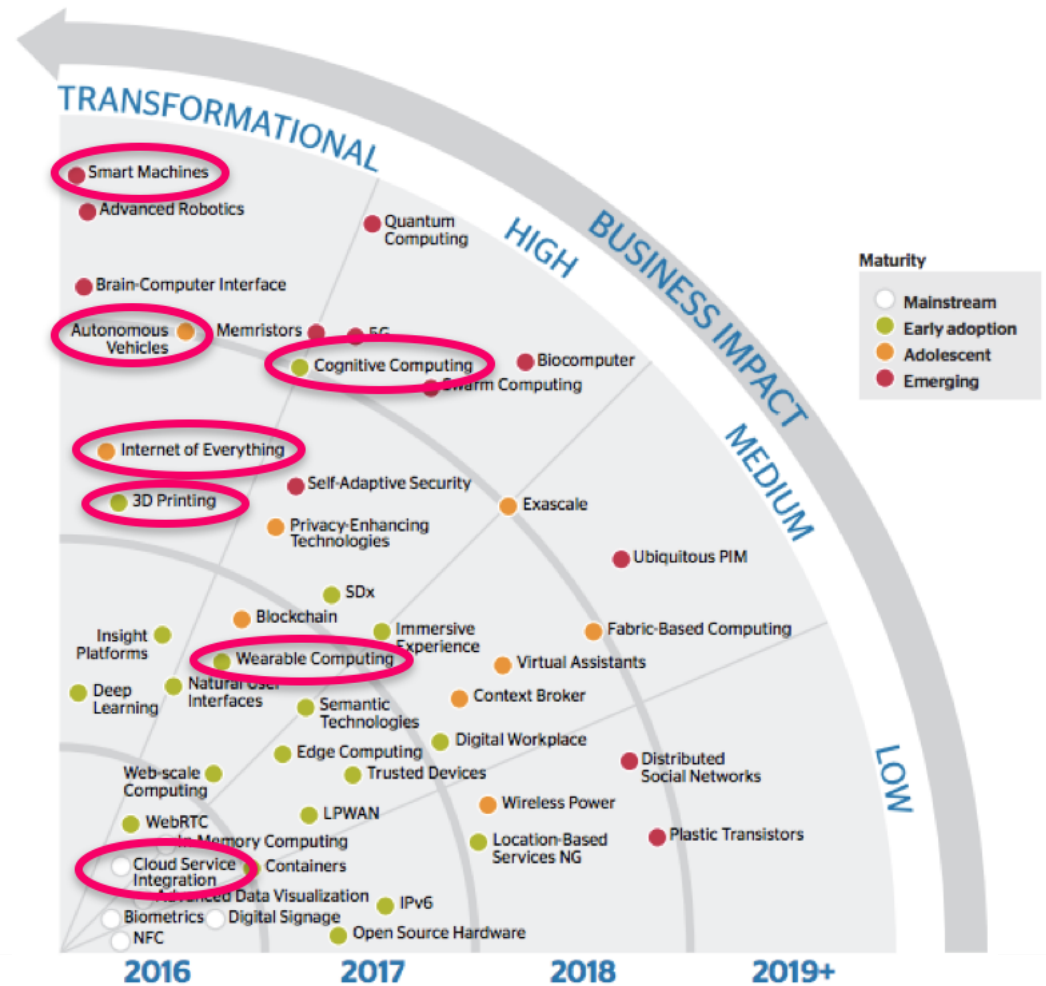 TRANSFORMATIONAL
HIGH
BUSINESS IMPACT
MEDIUM
LOW
Maturity
Mainstream
Early adoption
Adolescent
Emerging
Smart Machines
Advanced Robotics
Quantum
Computing
Brain-Computer Interface
Autonomous
Vehicles
Memristors
5G
Cognitive Computing
Biocomputer
Swarm Computing
Internet of Everything
Self-Adaptive Security
3D Printing
Exascale
Privacy-Enhancing
Technologies
Ubiquitous PIM
SDx
Blockchain
Immersive
Experience
Fabric-Based Computing
Insight
Platforms
Wearable Computing
Virtual Assistants
Deep
Learning
Natural User
Interfaces
Context Broker
Semantic
Technologies
Digital Workplace
Edge Computing
Distributed
Social Networks
Web-scale
Computing
Trusted Devices
Wireless Power
LPWAN
WebRTC
Plastic Transistors
In-Memory Computing
Location-Based
Services NG
Cloud Service
Integration
Containers
Advanced Data Visualization
IPv6
Biometrics
Digital Signage
Open Source Hardware
NFC
2016
2017
2018
2019+